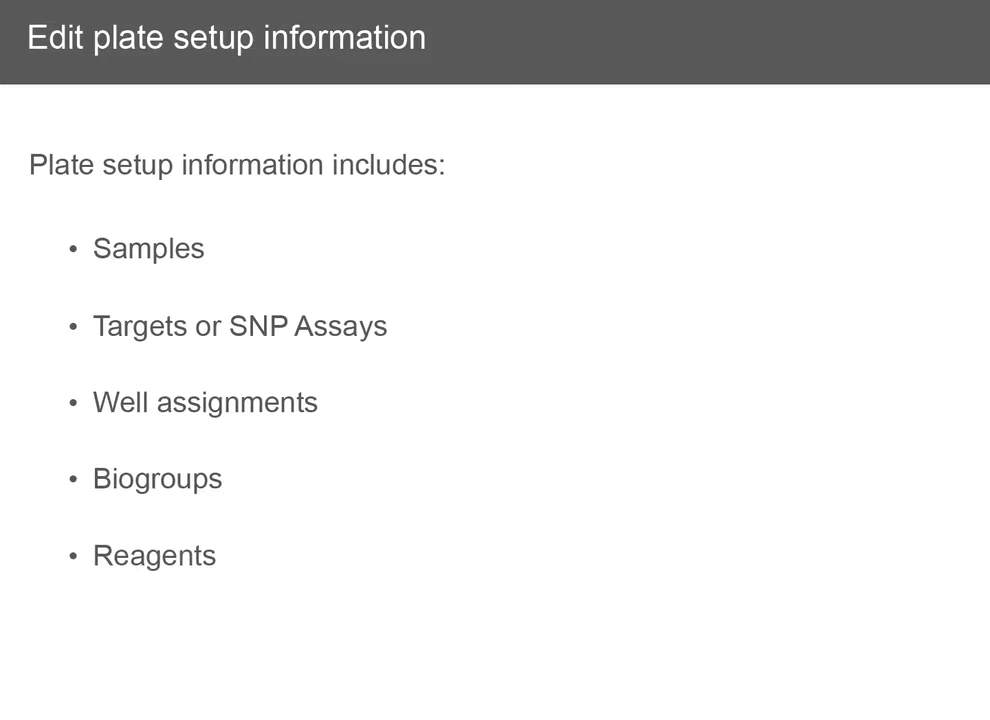 Edit plate setup information
Plate setup information includes:
• Samples
• Targets or SNP Assays
• Well assignments
• Biogroups
• Reagents